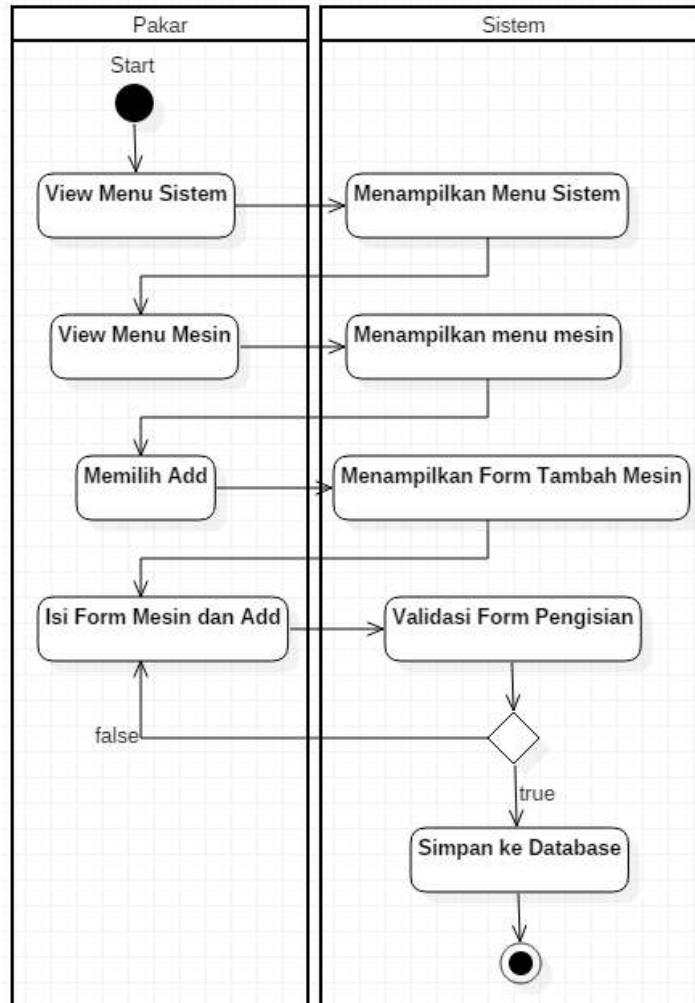 Pakar
Sistem
Start
View Menu Sistem
Menampilkan Menu Sistem
View Menu Mesin
Menampilkan menu mesin
Memilih Add
Menampilkan Form Tambah Mesin
Isi Form Mesin dan Add
Validasi Form Pengisian
false
true
Simpan ke Database